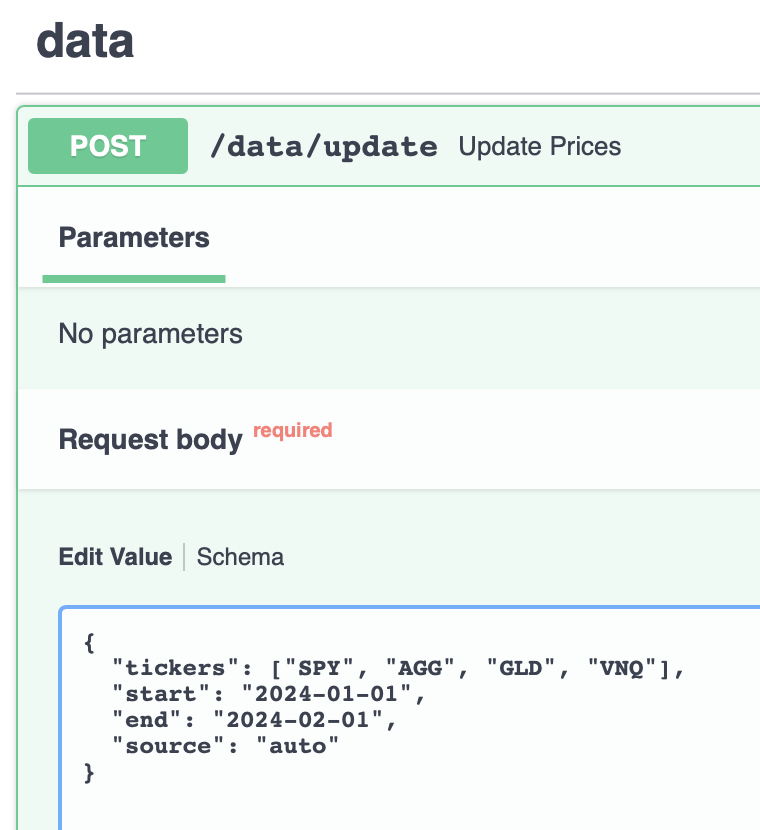 data
POST /data/update Update Prices
Parameters
No parameters
Request body required
Edit Value | Schema
{
  "tickers": ["SPY", "AGG", "GLD", "VNQ"],
  "start": "2024-01-01",
  "end": "2024-02-01",
  "source": "auto"
}